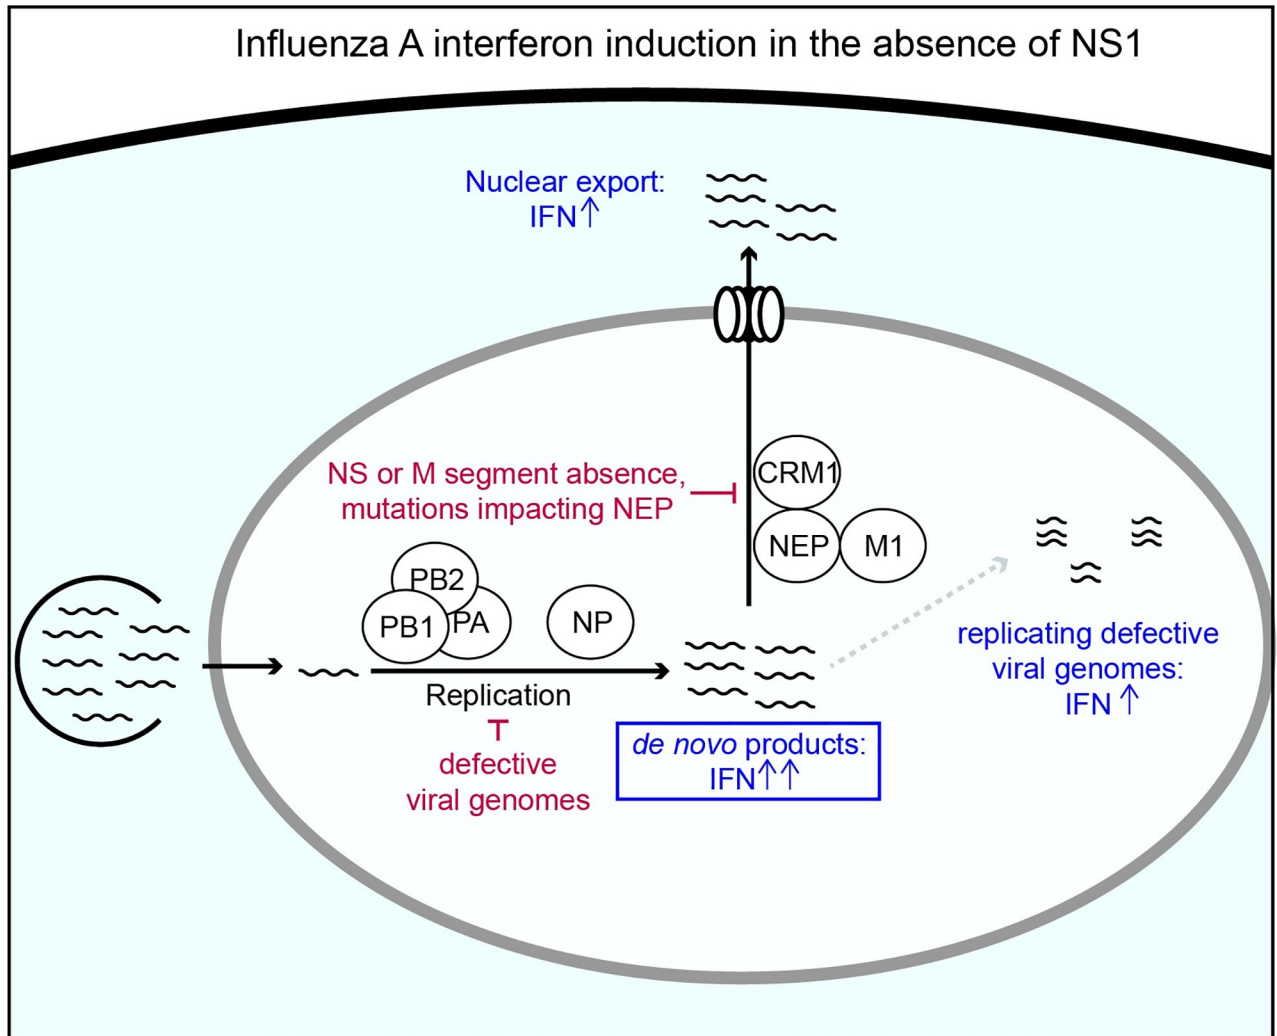 Influenza A interferon induction in the absence of NS1
Nuclear export:
IFN↑
NS or M segment absence,
mutations impacting NEP
CRM1
NEP
M1
PB2
PB1
PA
NP
Replication
defective
viral genomes
de novo products:
IFN↑↑
replicating defective
viral genomes:
IFN ↑